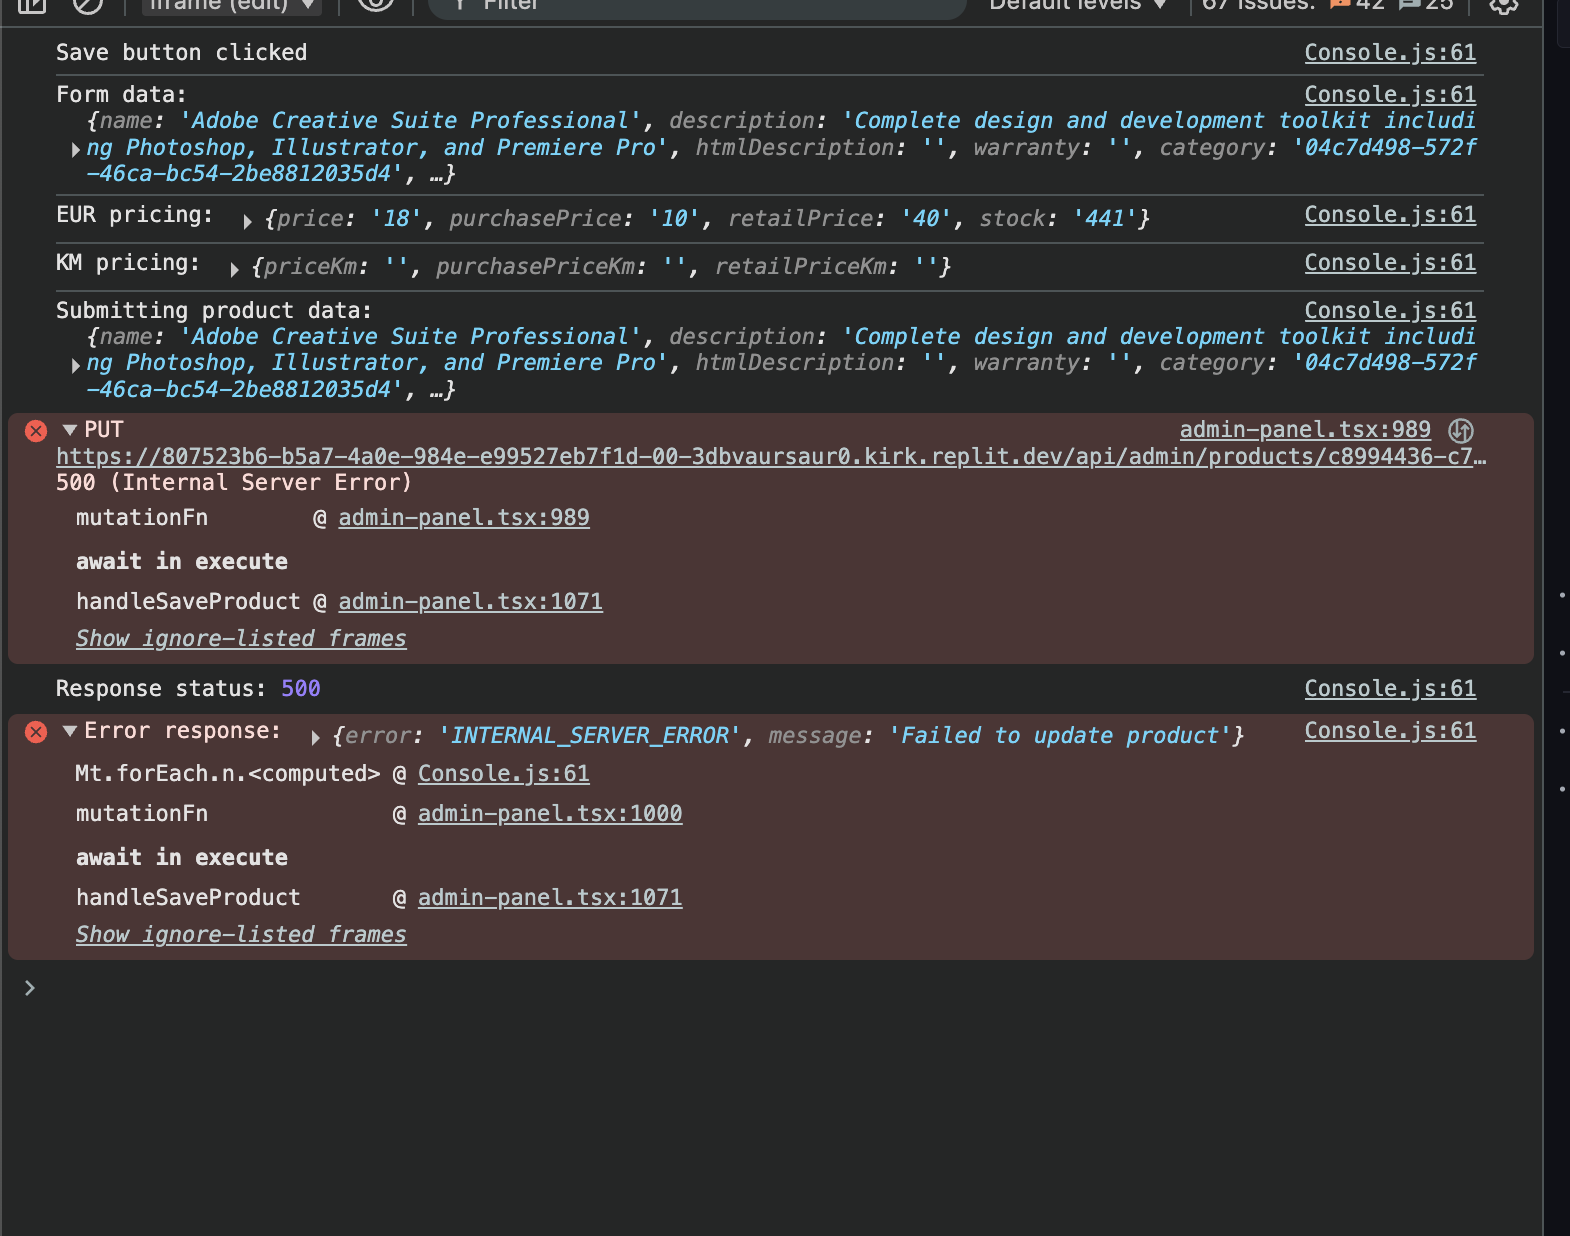 iframe (edit) ▼ Filter Default levels ▼ 67 Issues: 42 25
Save button clicked Console.js:61
Form data: Console.js:61
{name: 'Adobe Creative Suite Professional', description: 'Complete design and development toolkit includi
ng Photoshop, Illustrator, and Premiere Pro', htmlDescription: '', warranty: '', category: '04c7d498-572f
-46ca-bc54-2be8812035d4', …}
EUR pricing: {price: '18', purchasePrice: '10', retailPrice: '40', stock: '441'} Console.js:61
KM pricing: {priceKm: '', purchasePriceKm: '', retailPriceKm: ''} Console.js:61
Submitting product data: Console.js:61
{name: 'Adobe Creative Suite Professional', description: 'Complete design and development toolkit includi
ng Photoshop, Illustrator, and Premiere Pro', htmlDescription: '', warranty: '', category: '04c7d498-572f
-46ca-bc54-2be8812035d4', …}
PUT admin-panel.tsx:989
https://807523b6-b5a7-4a0e-984e-e99527eb7f1d-00-3dbvaursaur0.kirk.replit.dev/api/admin/products/c8994436-c7…
500 (Internal Server Error)
mutationFn @ admin-panel.tsx:989
await in execute
handleSaveProduct @ admin-panel.tsx:1071
Show ignore-listed frames
Response status: 500 Console.js:61
Error response: {error: 'INTERNAL_SERVER_ERROR', message: 'Failed to update product'} Console.js:61
Mt.forEach.n.<computed> @ Console.js:61
mutationFn @ admin-panel.tsx:1000
await in execute
handleSaveProduct @ admin-panel.tsx:1071
Show ignore-listed frames